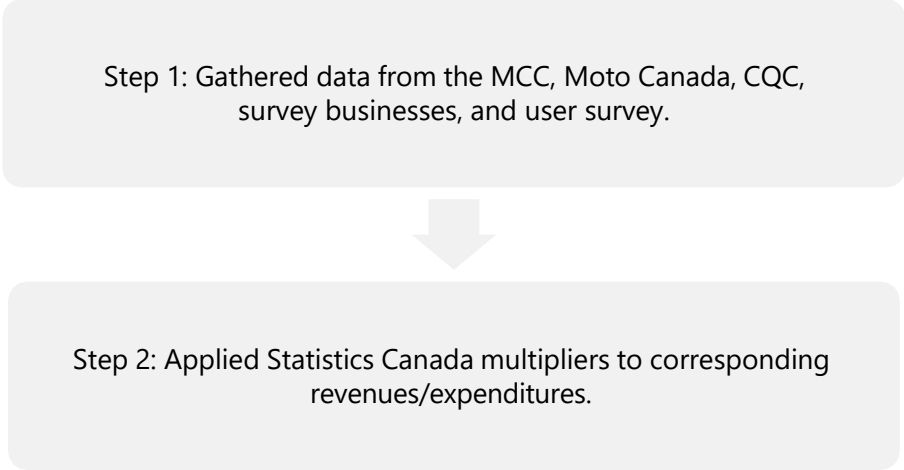 Step 1: Gathered data from the MCC, Moto Canada, CQC,
survey businesses, and user survey.
Step 2: Applied Statistics Canada multipliers to corresponding
revenues/expenditures.